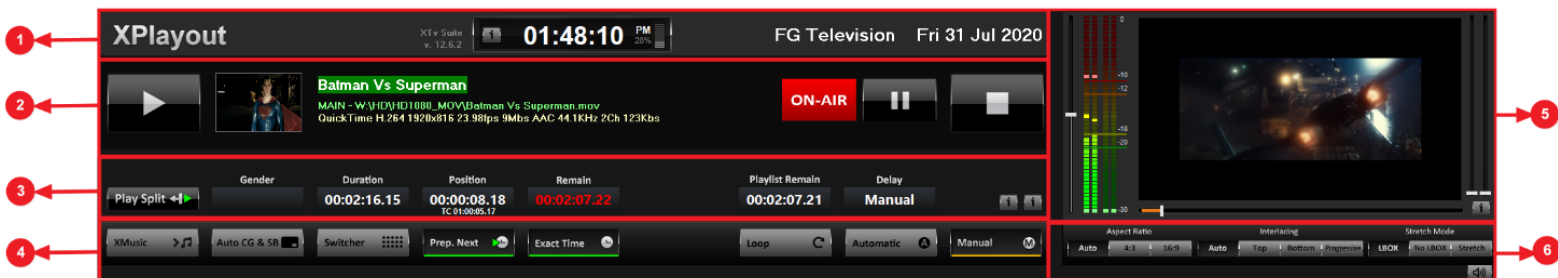 XPlayout
XTv Suite
v. 12.6.2
01:48:10 PM
28%
FG Television Fri 31 Jul 2020
1
Batman Vs Superman
MAIN - W:\HD\HD1080_MOV\Batman Vs Superman.mov
QuickTime H.264 1920x816 23.98fps 9Mbs AAC 44.1KHz 2Ch 123Kbs
ON-AIR
2
Gender Duration Position Remain Playlist Remain Delay
Play Split 00:02:16.15 00:00:08.18 00:02:07.22 00:02:07.21 Manual
TC 01:00:05.17
3
XMusic Auto CG & SB Switcher Prep. Next Exact Time Loop Automatic A Manual M
4
0
-10
-12
-18
-20
-30
5
Aspect Ratio Interlacing Stretch Mode
Auto 4:3 16:9 Auto Top Bottom Progressive LBOX No LBOX Stretch
6